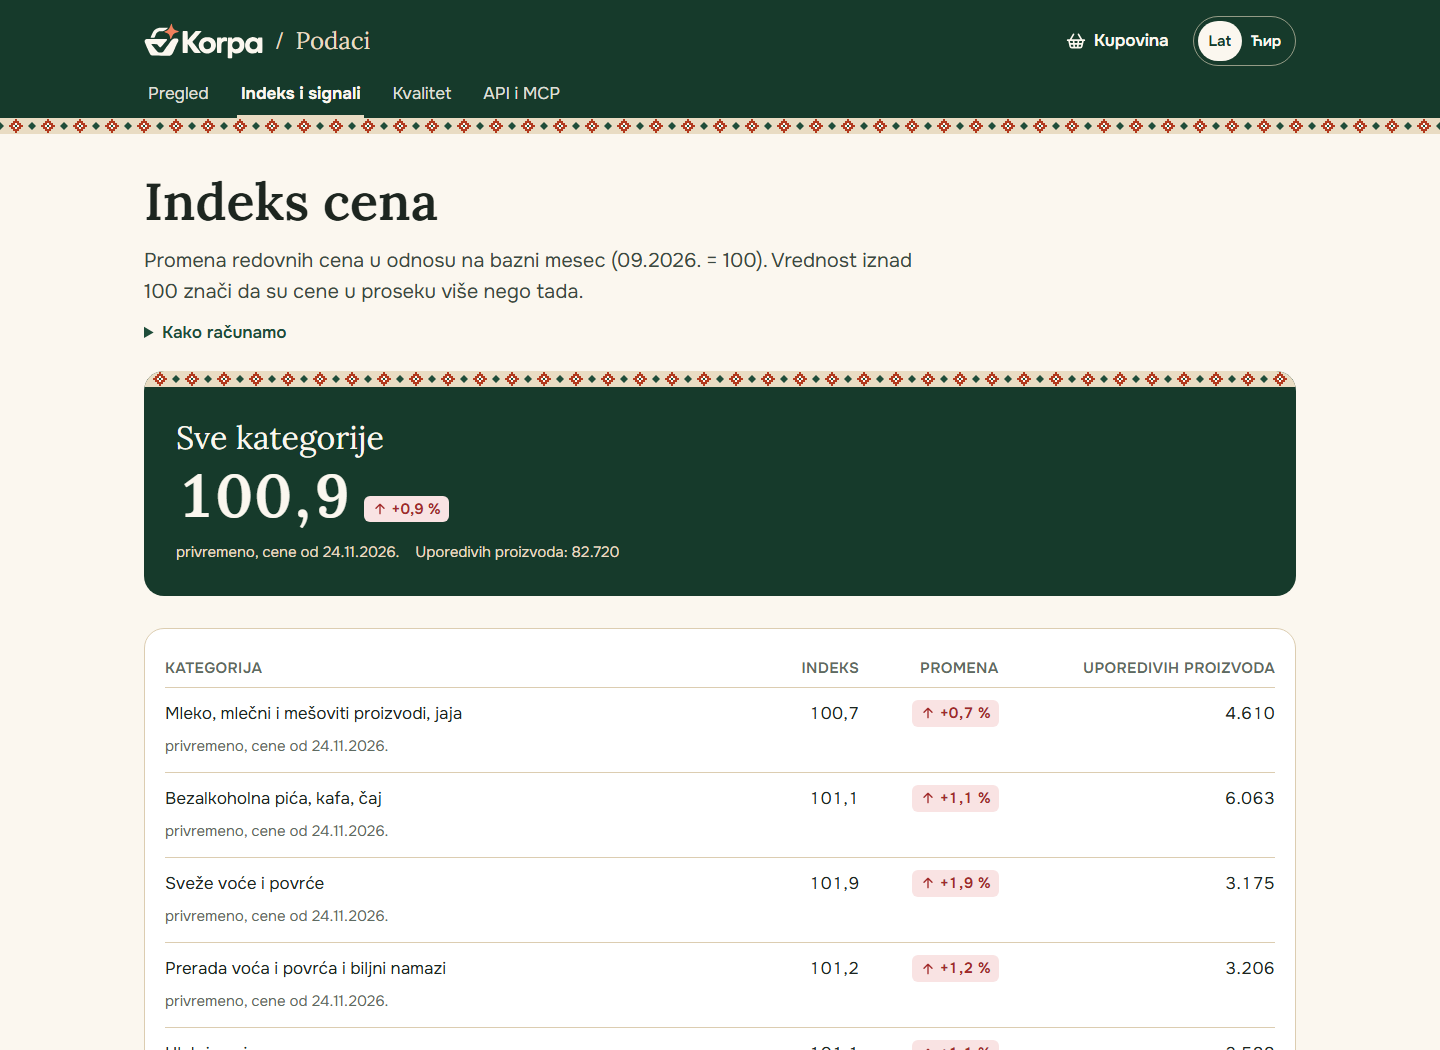 Korpa / Podaci
Kupovina
Lat Ћир
Pregled Indeks i signali Kvalitet API i MCP
Indeks cena
Promena redovnih cena u odnosu na bazni mesec (09.2026. = 100). Vrednost iznad
100 znači da su cene u proseku više nego tada.
▶ Kako računamo
Sve kategorije
100,9 ↑ +0,9 %
privremeno, cene od 24.11.2026. Uporedivih proizvoda: 82.720
KATEGORIJA INDEKS PROMENA UPOREDIVIH PROIZVODA
Mleko, mlečni i mešoviti proizvodi, jaja 100,7 ↑ +0,7 % 4.610
privremeno, cene od 24.11.2026.
Bezalkoholna pića, kafa, čaj 101,1 ↑ +1,1 % 6.063
privremeno, cene od 24.11.2026.
Sveže voće i povrće 101,9 ↑ +1,9 % 3.175
privremeno, cene od 24.11.2026.
Prerada voća i povrća i biljni namazi 101,2 ↑ +1,2 % 3.206
privremeno, cene od 24.11.2026.